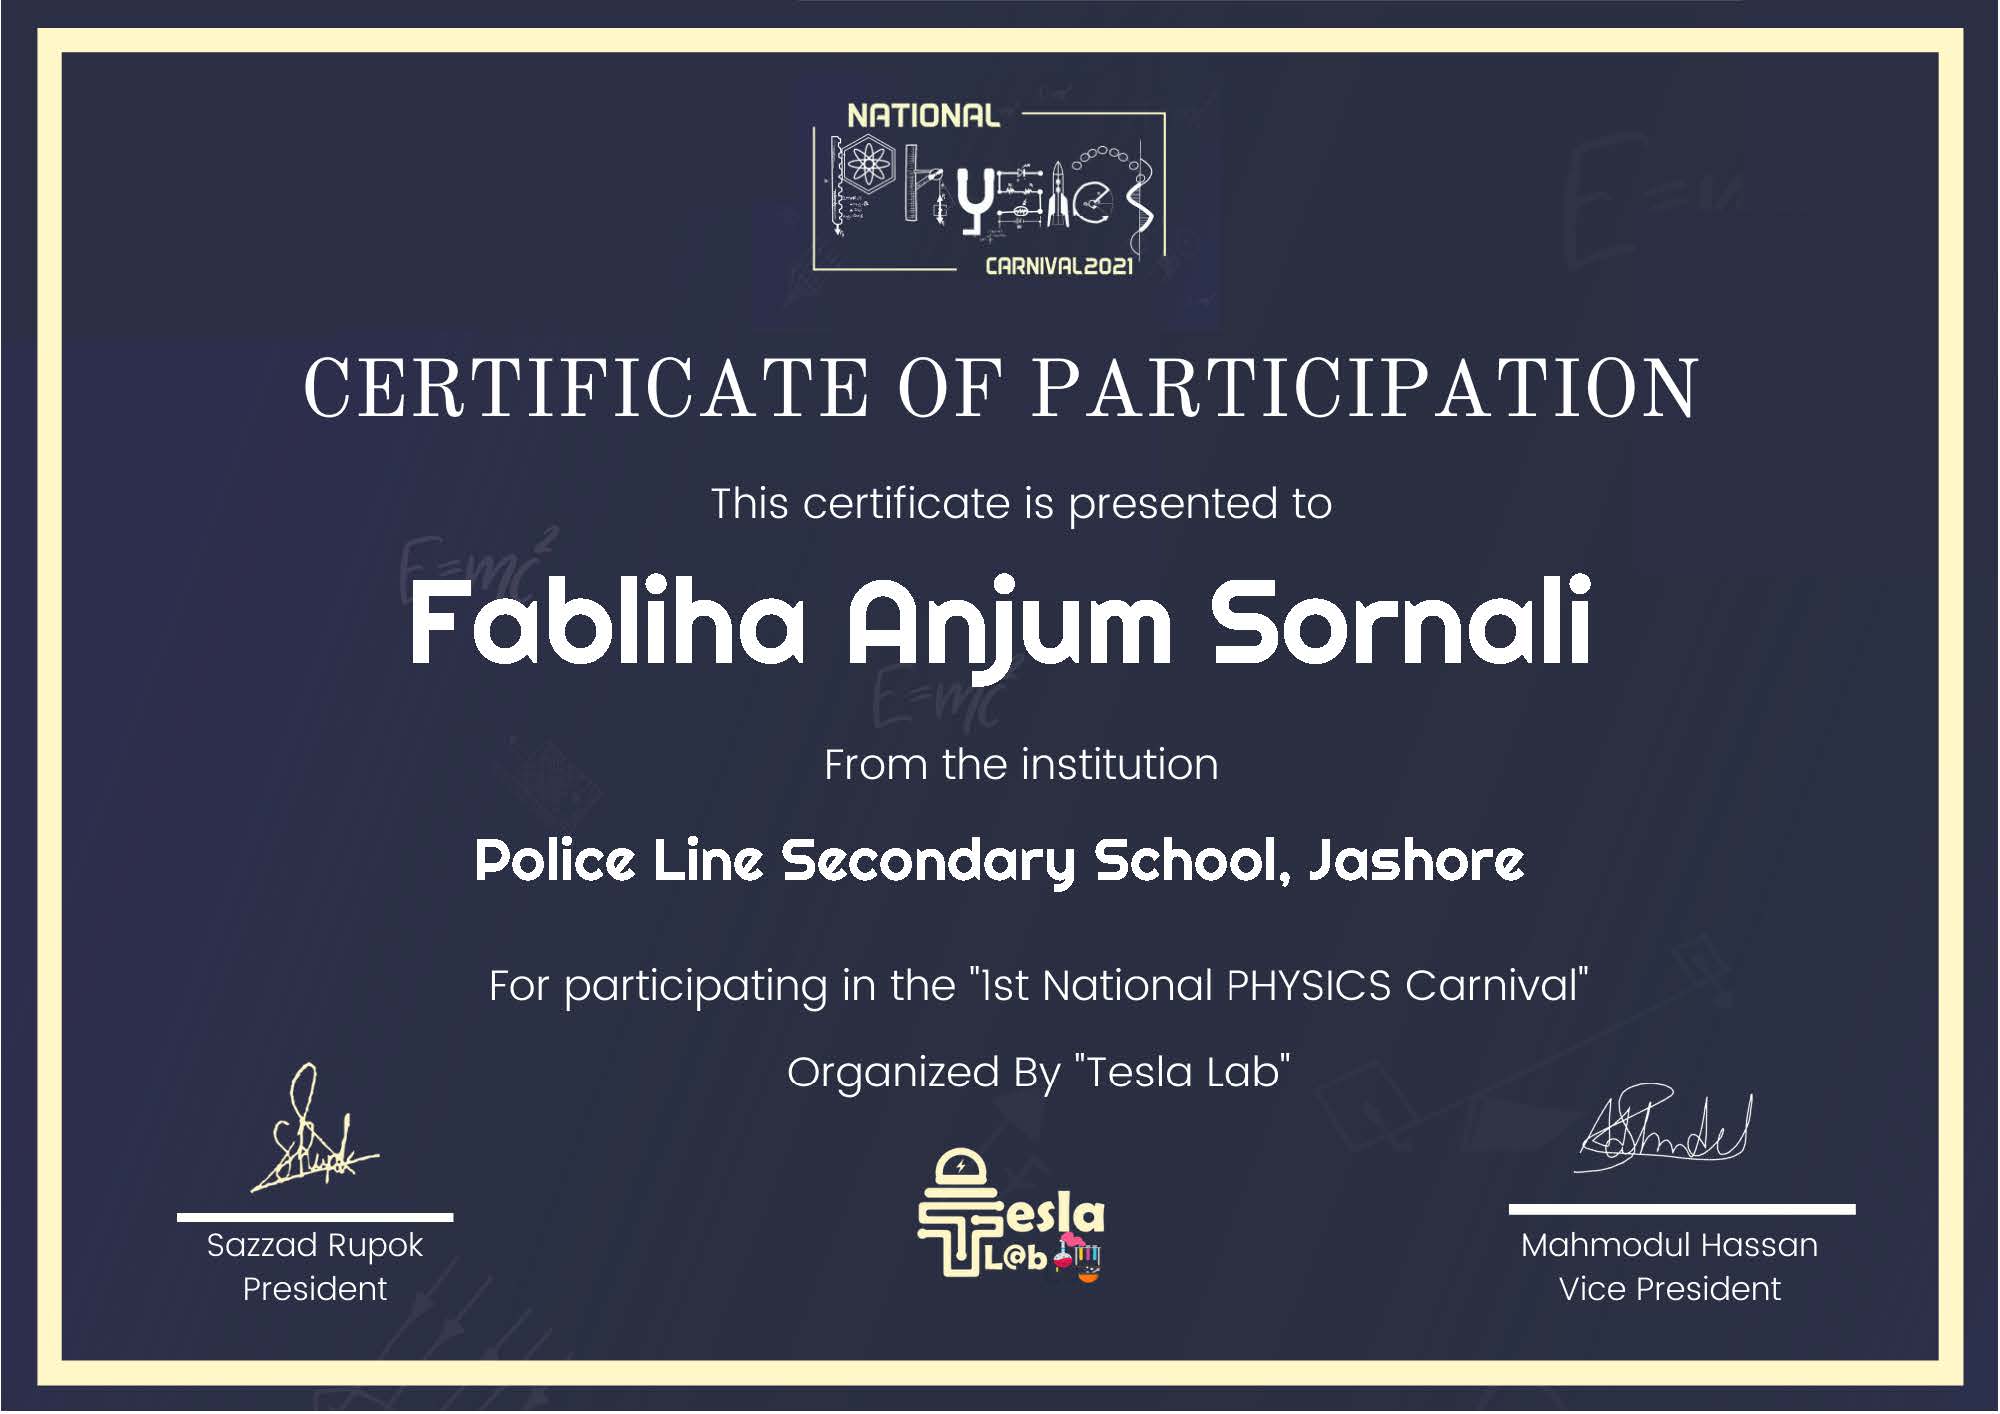 NATIONAL
Physics
CARNIVAL2021
CERTIFICATE OF PARTICIPATION
This certificate is presented to
E=mc²
Fabliha Anjum Sornali
E=mc²
From the institution
Police Line Secondary School, Jashore
For participating in the "1st National PHYSICS Carnival"
Organized By "Tesla Lab"
Tesla
L@b
Sazzad Rupok
President
Mahmodul Hassan
Vice President